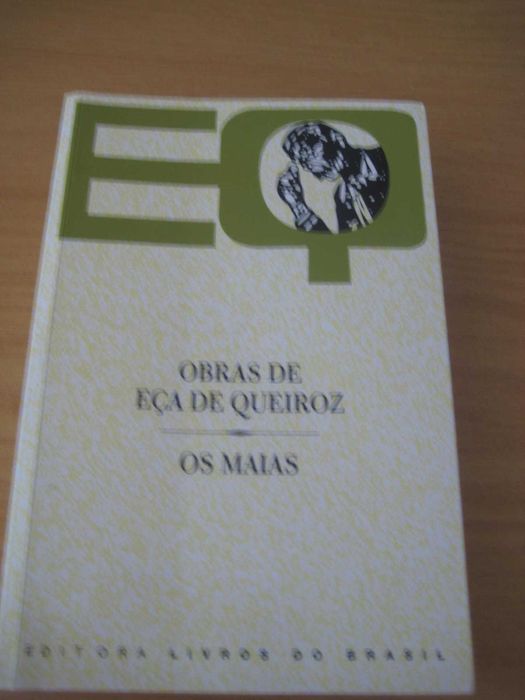 EQ
OBRAS DE
EÇA DE QUEIROZ
OS MAIAS
EDITORA LIVROS DO BRASIL